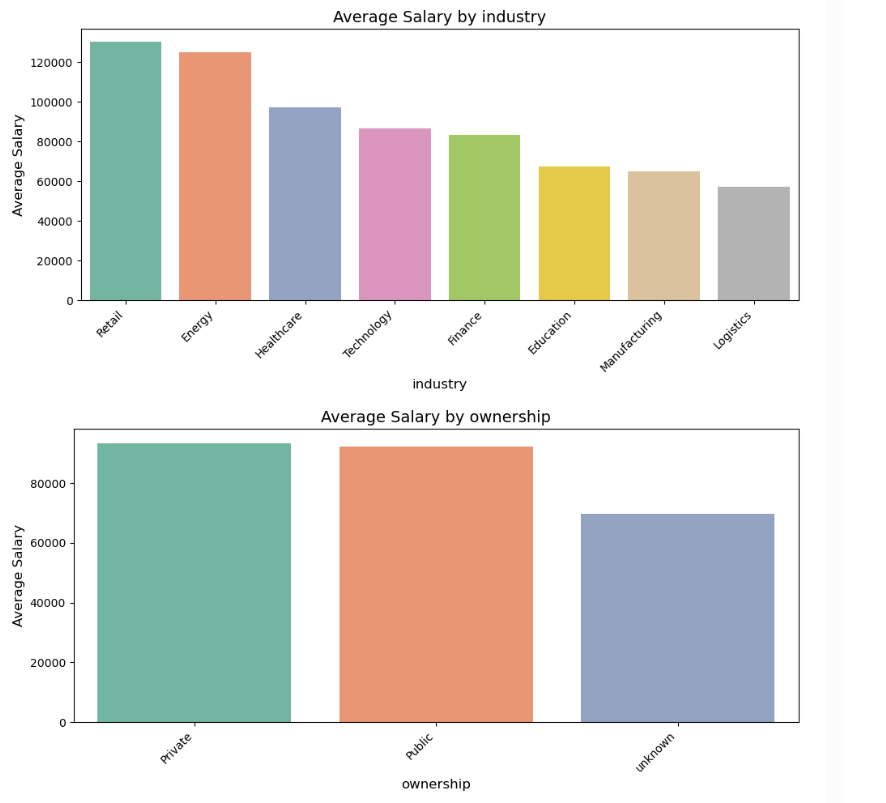 Average Salary by industry
Average Salary
120000
100000
80000
60000
40000
20000
0
Retail
Energy
Healthcare
Technology
Finance
Education
Manufacturing
Logistics
industry
Average Salary by ownership
Average Salary
80000
60000
40000
20000
0
Private
Public
unknown
ownership